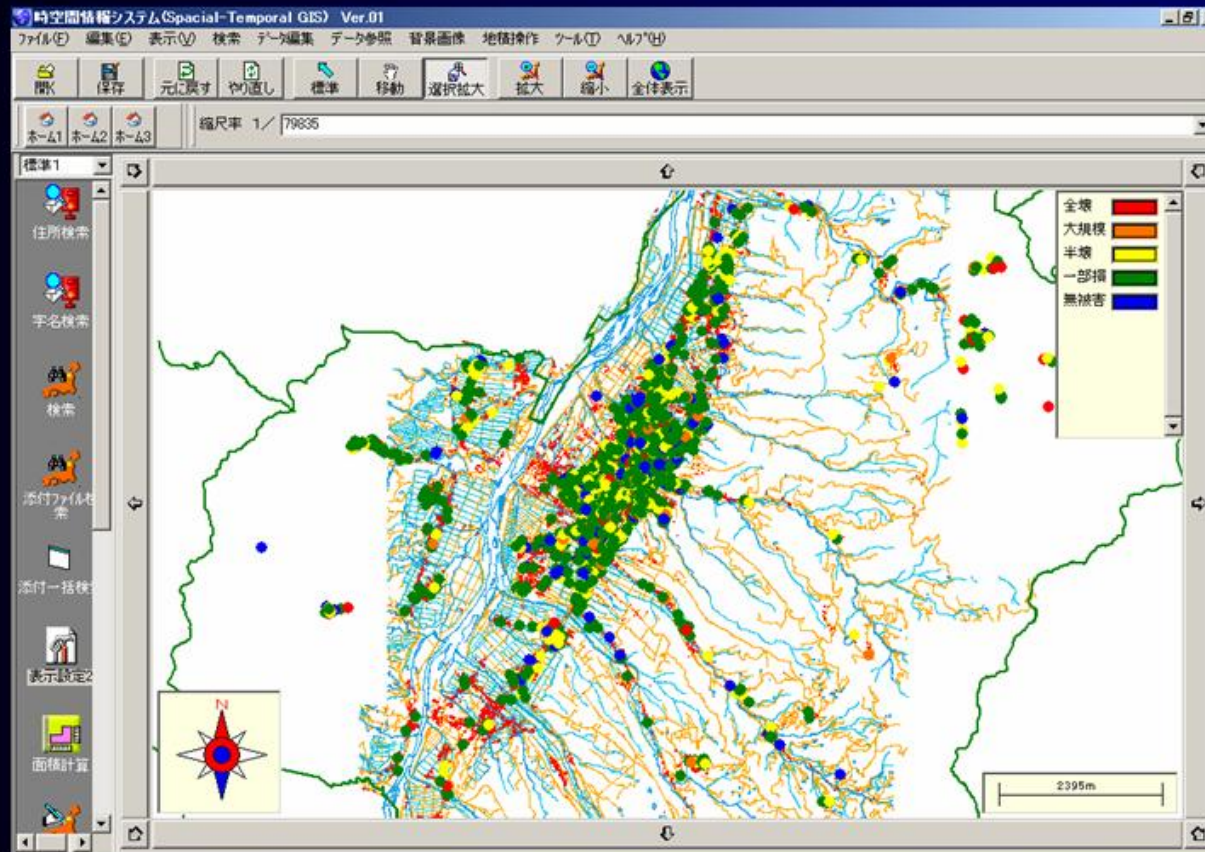 時空間情報システム(Spacial-Temporal GIS) Ver.01
ファイル(F) 編集(E) 表示(V) 検索 データ編集 データ参照 背景画像 地積操作 ツール(T) ヘルプ(H)
開く 保存 元に戻す やり直し 標準 移動 選択拡大 拡大 縮小 全体表示
ホーム1 ホーム2 ホーム3 縮尺率 1/ 79835
標準1
住所検索
字名検索
検索
添付ファイル検
索
添付一括検
表示設定2
面積計算
全壊
大規模
半壊
一部損
無被害
N
2395m